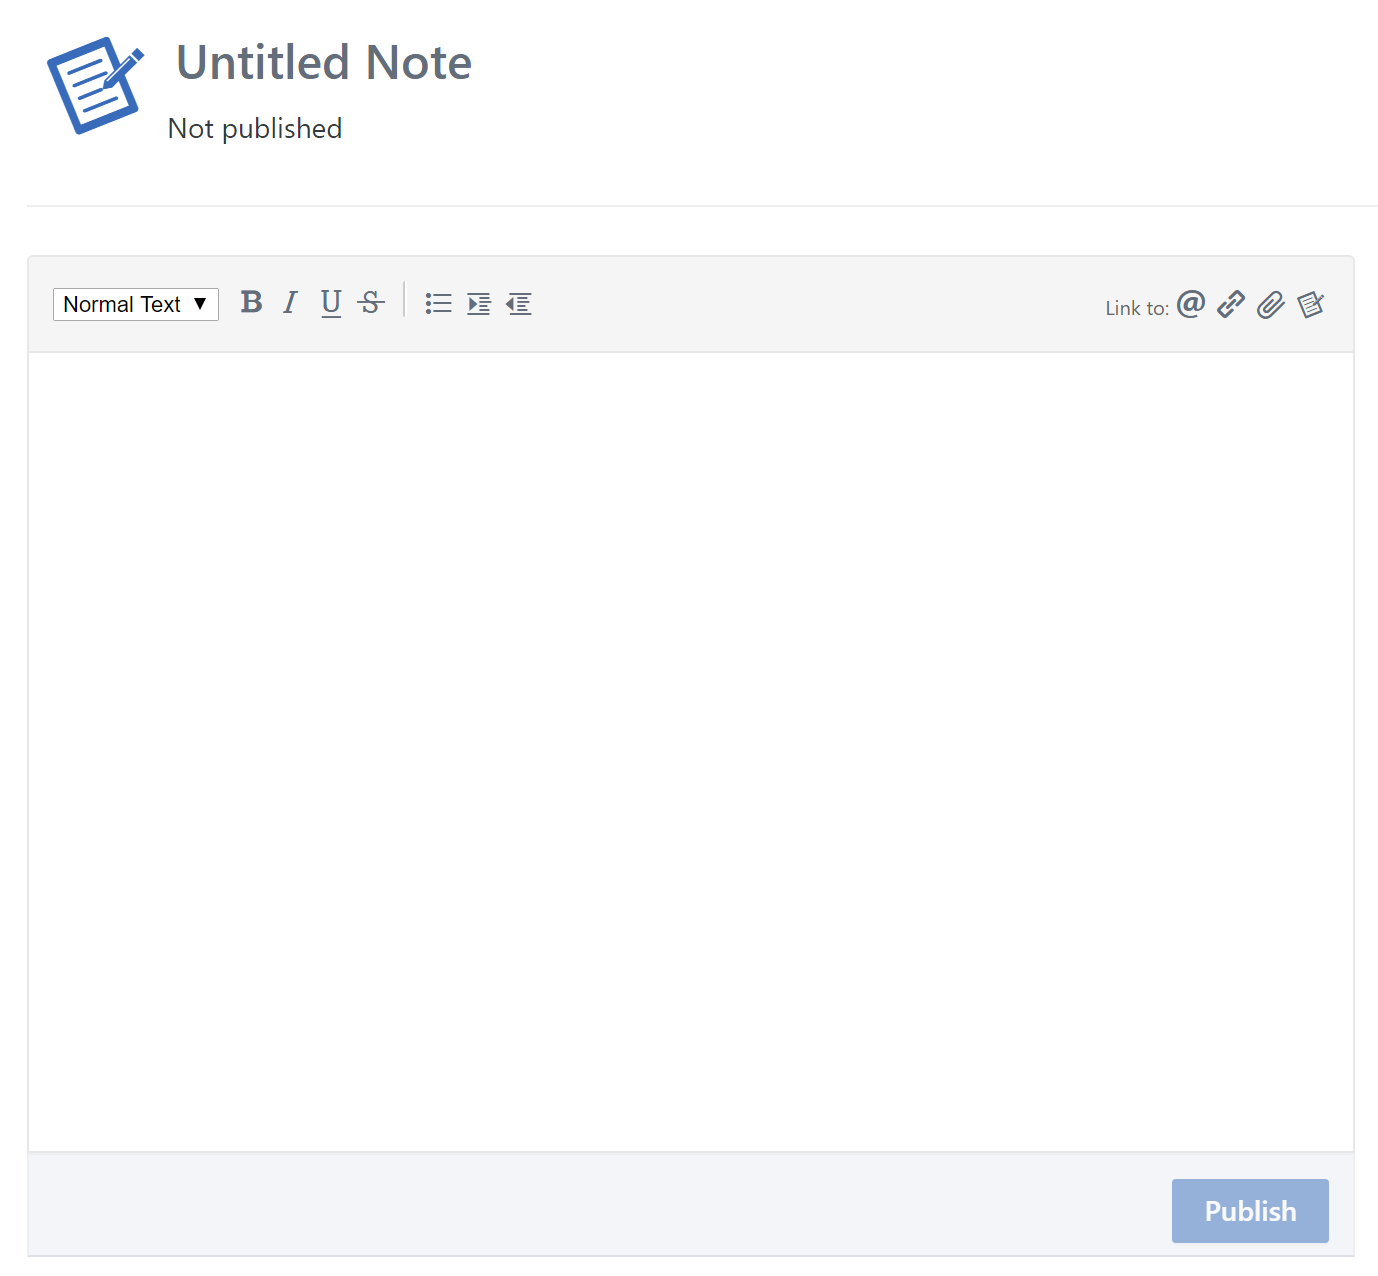 Untitled Note
Not published
Normal Text ▼ B I U S Link to: @
Publish